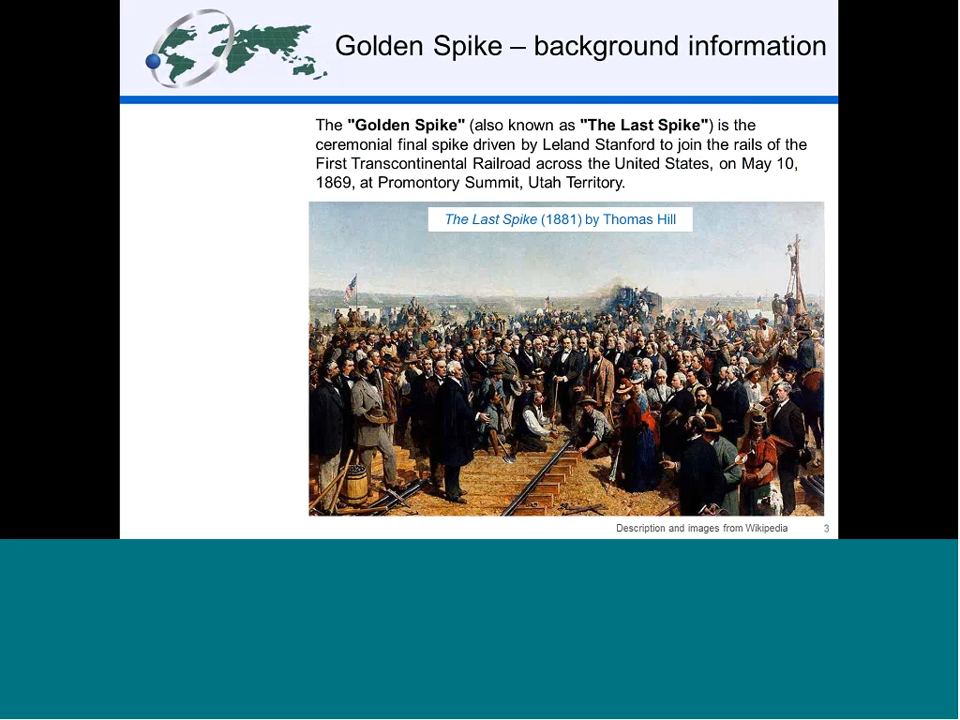 Golden Spike – background information
The "Golden Spike" (also known as "The Last Spike") is the
ceremonial final spike driven by Leland Stanford to join the rails of the
First Transcontinental Railroad across the United States, on May 10,
1869, at Promontory Summit, Utah Territory.
The Last Spike (1881) by Thomas Hill
Description and images from Wikipedia 3